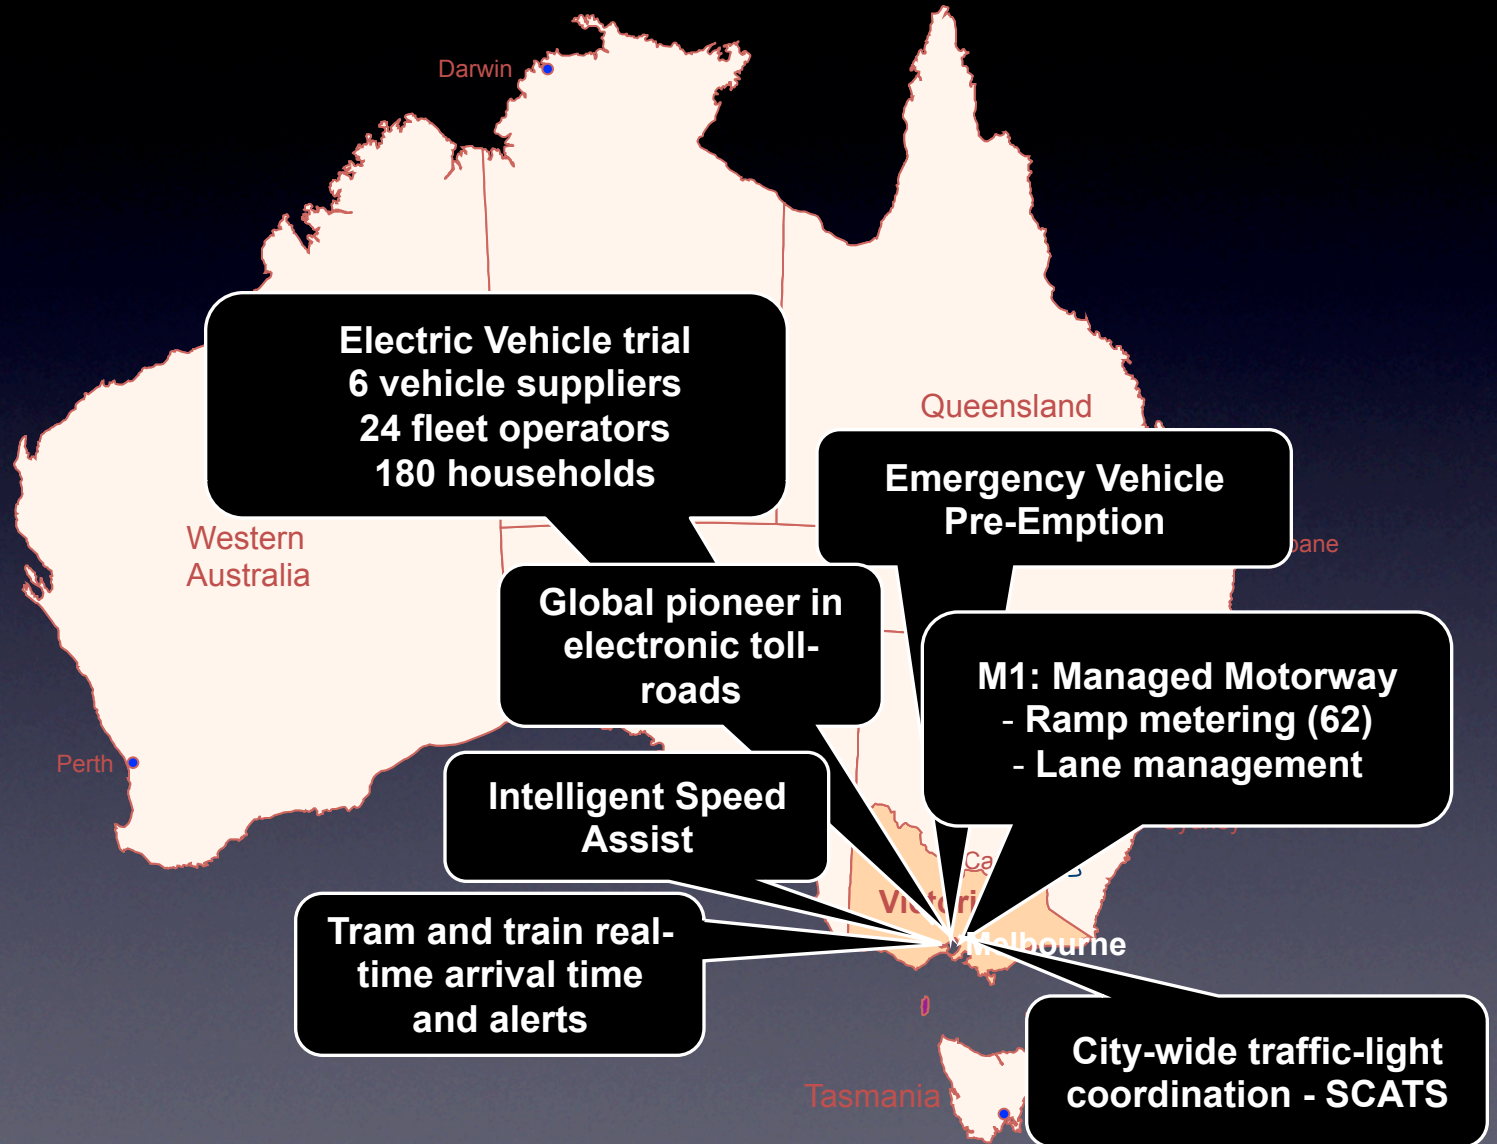 Darwin
Electric Vehicle trial
6 vehicle suppliers
24 fleet operators
180 households
Queensland
Emergency Vehicle
Pre-Emption
Western
Australia
Global pioneer in
electronic toll-
roads
M1: Managed Motorway
- Ramp metering (62)
- Lane management
Perth
Intelligent Speed
Assist
Tram and train real-
time arrival time
and alerts
Melbourne
City-wide traffic-light
coordination - SCATS
Tasmania